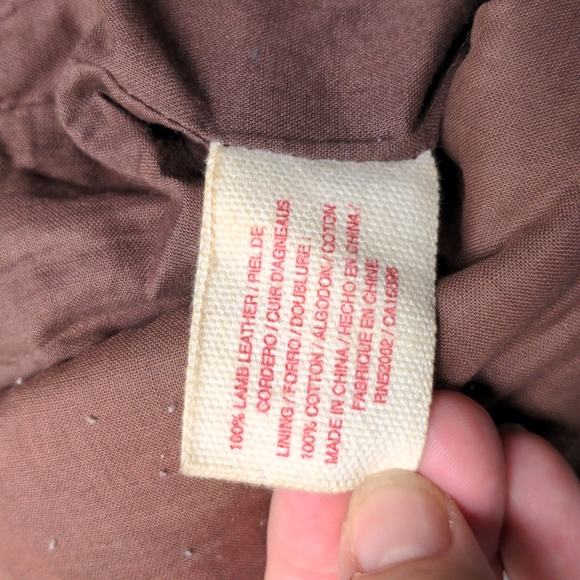 100% LAMB LEATHER / PIEL DE
CORDERO / CUIR D'AGNEAUS
LINING / FORRO / DOUBLURE :
100% COTTON / ALGODON / COTON
MADE IN CHINA / HECHO EN CHINA /
FABRIQUE EN CHINE
RN52002 / CA16506